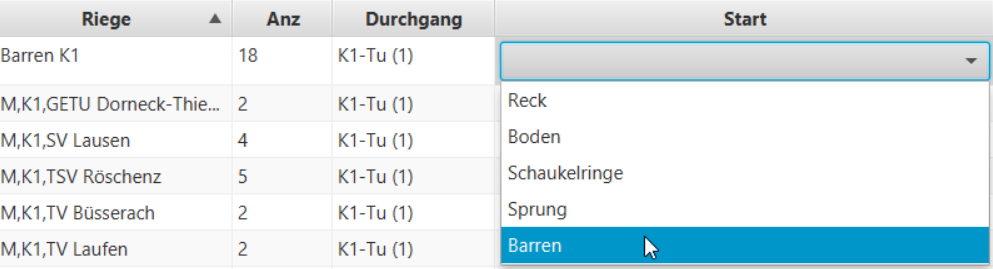 Riege ▲ Anz Durchgang Start
Barren K1 18 K1-Tu (1)
Reck
M,K1,GETU Dorneck-Thie... 2 K1-Tu (1)
Boden
M,K1,SV Lausen 4 K1-Tu (1)
Schaukelringe
M,K1,TSV Röschenz 5 K1-Tu (1)
Sprung
M,K1,TV Büsserach 2 K1-Tu (1)
Barren
M,K1,TV Laufen 2 K1-Tu (1)